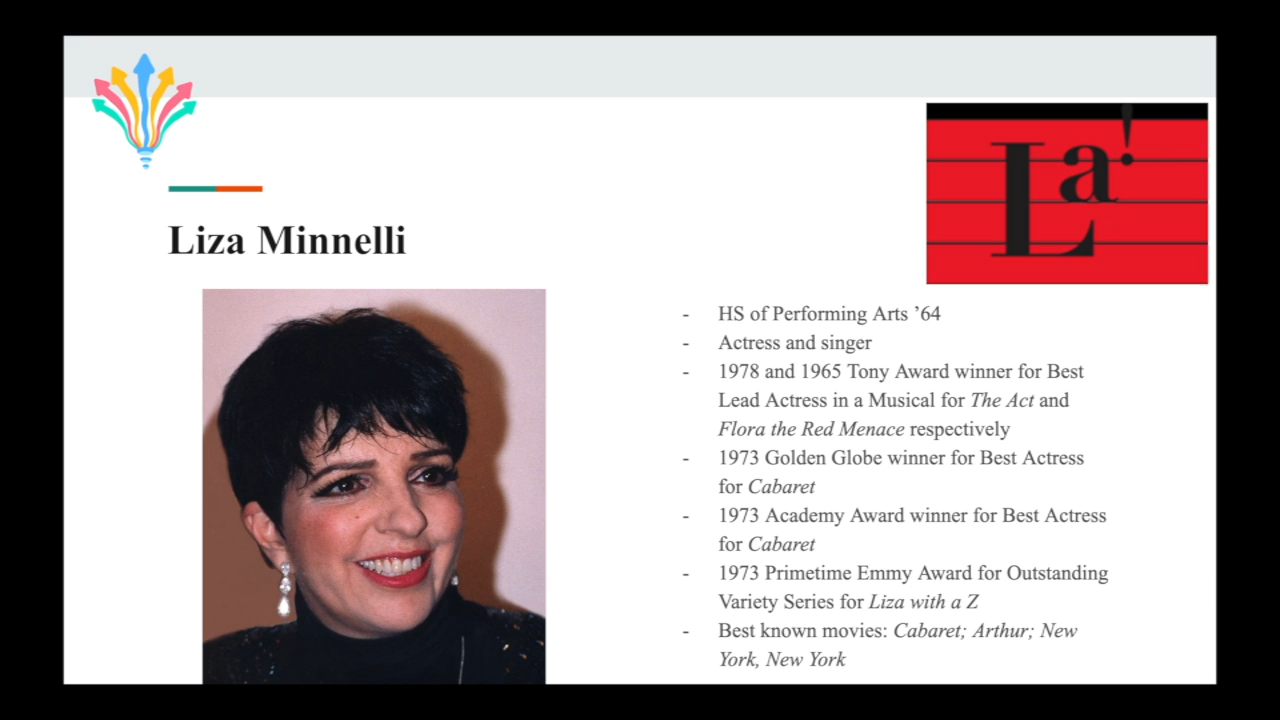 La!
Liza Minnelli
- HS of Performing Arts ’64
- Actress and singer
- 1978 and 1965 Tony Award winner for Best
Lead Actress in a Musical for The Act and
Flora the Red Menace respectively
- 1973 Golden Globe winner for Best Actress
for Cabaret
- 1973 Academy Award winner for Best Actress
for Cabaret
- 1973 Primetime Emmy Award for Outstanding
Variety Series for Liza with a Z
- Best known movies: Cabaret; Arthur; New
York, New York